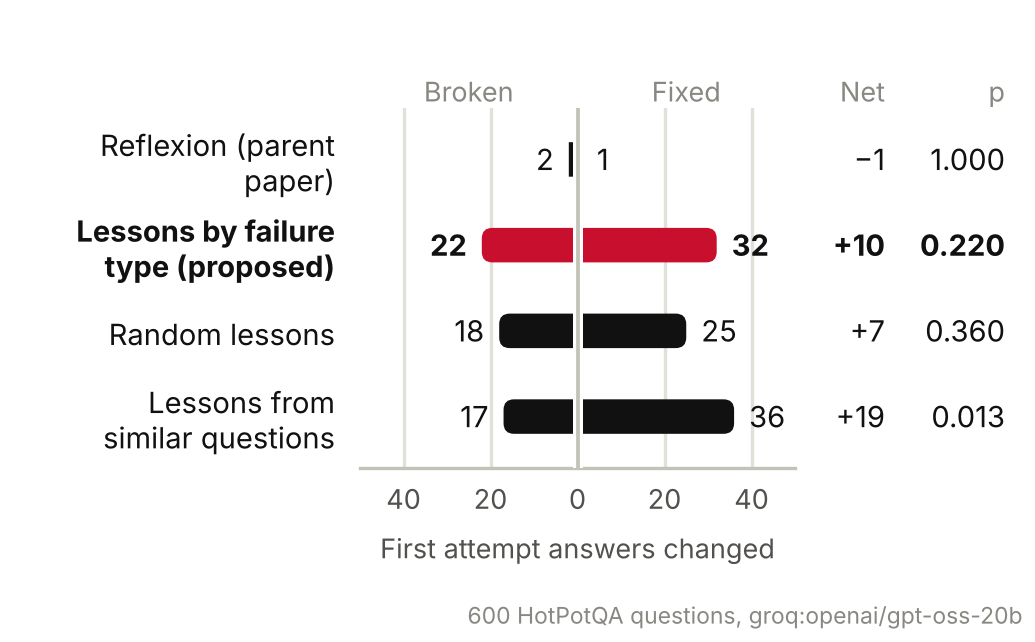 Broken Fixed Net p
Reflexion (parent
paper)
2 1 −1 1.000
Lessons by failure
type (proposed)
22 32 +10 0.220
Random lessons 18 25 +7 0.360
Lessons from
similar questions
17 36 +19 0.013
40 20 0 20 40
First attempt answers changed
600 HotPotQA questions, groq:openai/gpt-oss-20b